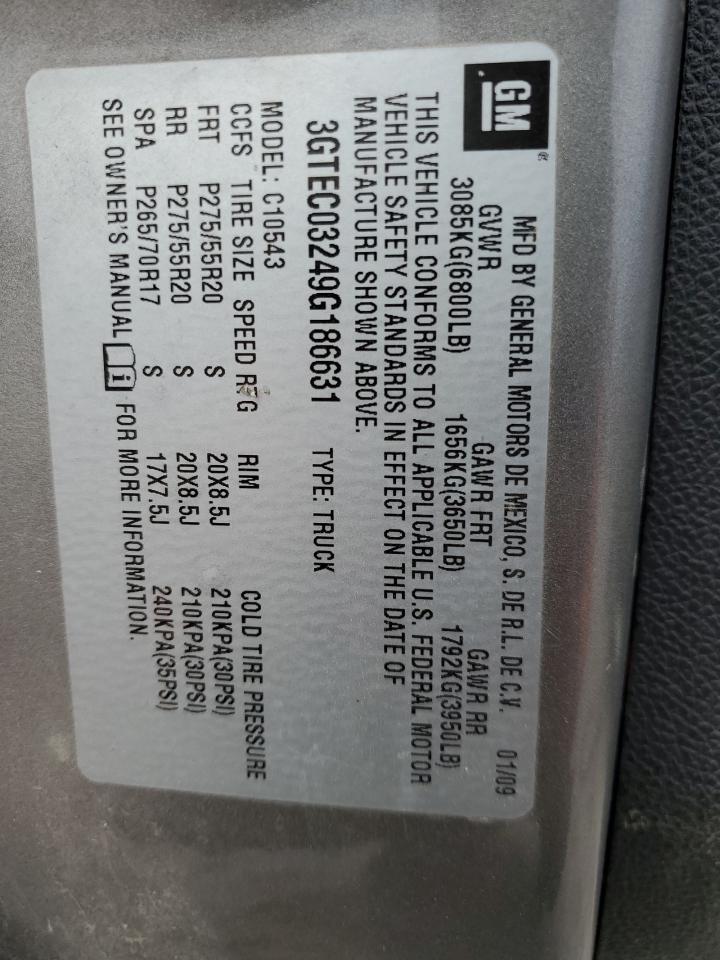 GM ®
MFD BY GENERAL MOTORS DE MEXICO, S. DE R.L. DE C.V. 01/09
GVWR GAWR FRT GAWR RR
3085KG(6800LB) 1656KG(3650LB) 1792KG(3950LB)
THIS VEHICLE CONFORMS TO ALL APPLICABLE U.S. FEDERAL MOTOR
VEHICLE SAFETY STANDARDS IN EFFECT ON THE DATE OF
MANUFACTURE SHOWN ABOVE.
3GTEC03249G186631 TYPE: TRUCK
MODEL: C10543
CCFS TIRE SIZE SPEED RTG RIM COLD TIRE PRESSURE
FRT P275/55R20 S 20X8.5J 210KPA(30PSI)
RR P275/55R20 S 20X8.5J 210KPA(30PSI)
SPA P265/70R17 S 17X7.5J 240KPA(35PSI)
SEE OWNER'S MANUAL i FOR MORE INFORMATION.